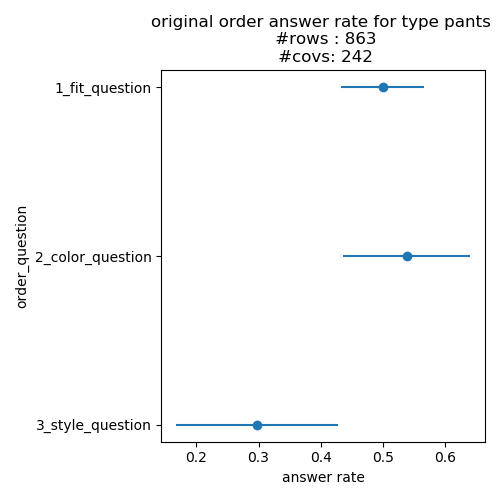 original order answer rate for type pants
#rows : 863
#covs: 242
1_fit_question
2_color_question
3_style_question
order_question
0.2 0.3 0.4 0.5 0.6
answer rate